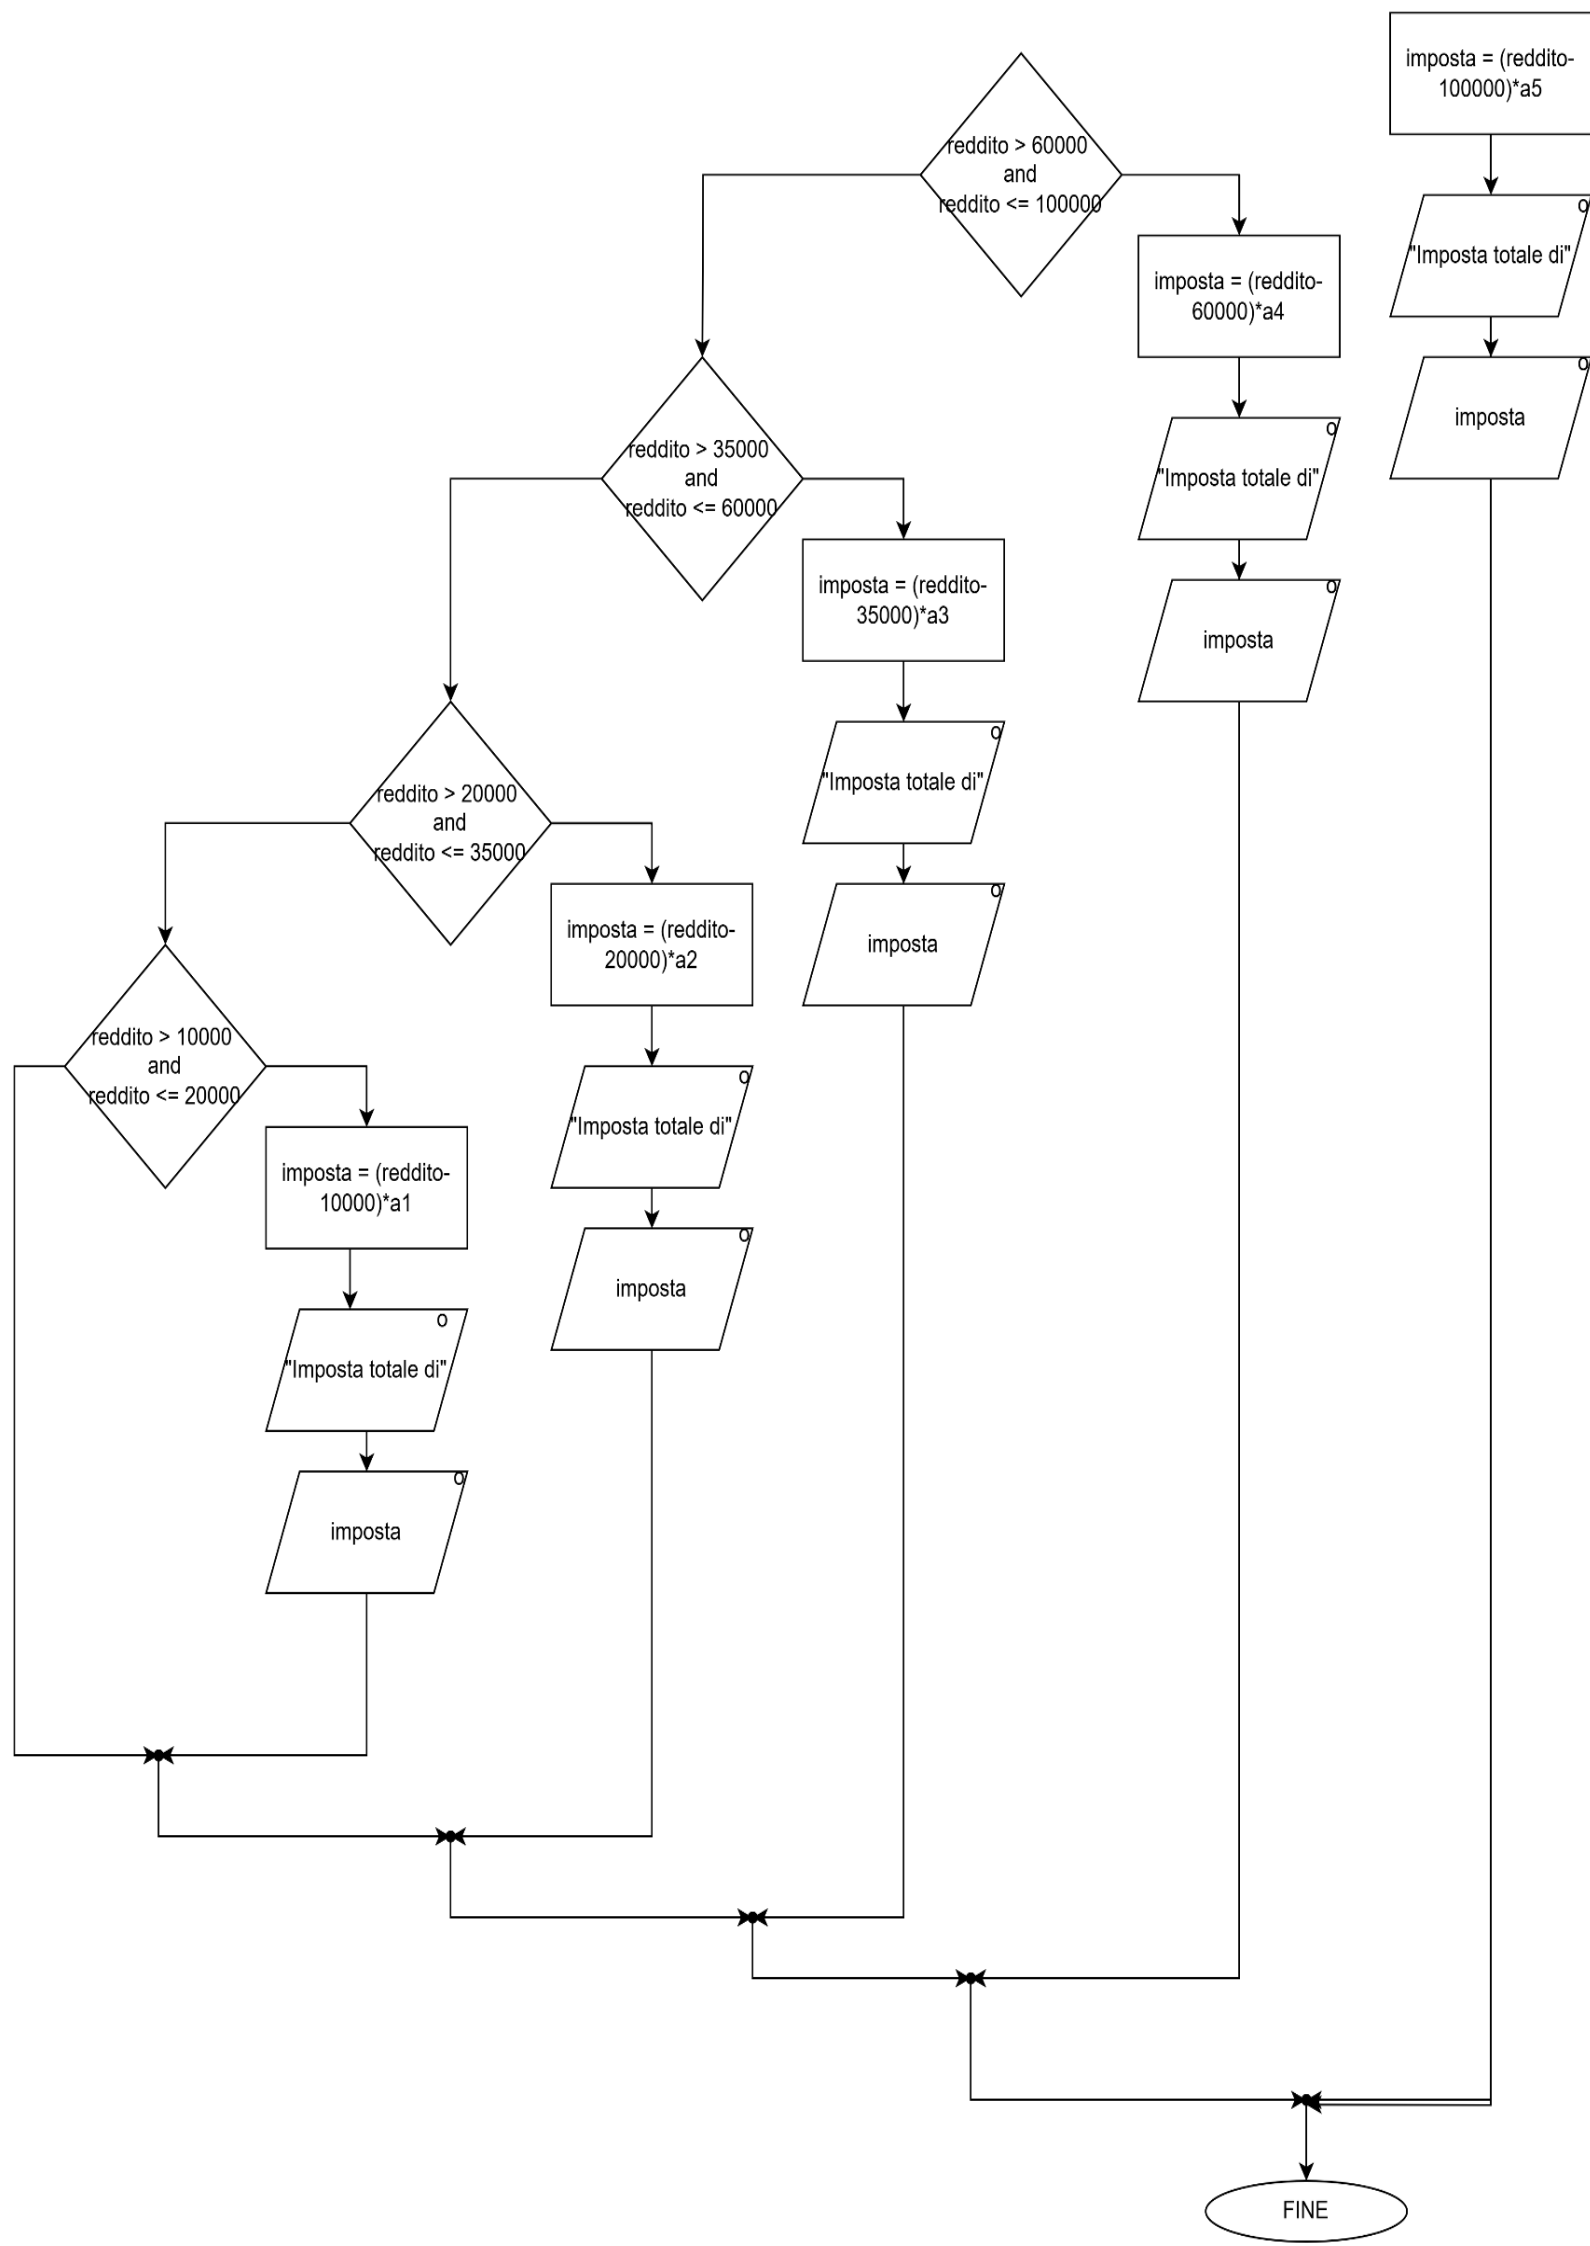 imposta = (reddito-
100000)*a5
o
"Imposta totale di"
o
imposta
reddito > 60000
and
reddito <= 100000
imposta = (reddito-
60000)*a4
o
"Imposta totale di"
o
imposta
reddito > 35000
and
reddito <= 60000
imposta = (reddito-
35000)*a3
o
"Imposta totale di"
o
imposta
reddito > 20000
and
reddito <= 35000
imposta = (reddito-
20000)*a2
o
"Imposta totale di"
o
imposta
reddito > 10000
and
reddito <= 20000
imposta = (reddito-
10000)*a1
o
"Imposta totale di"
o
imposta
FINE